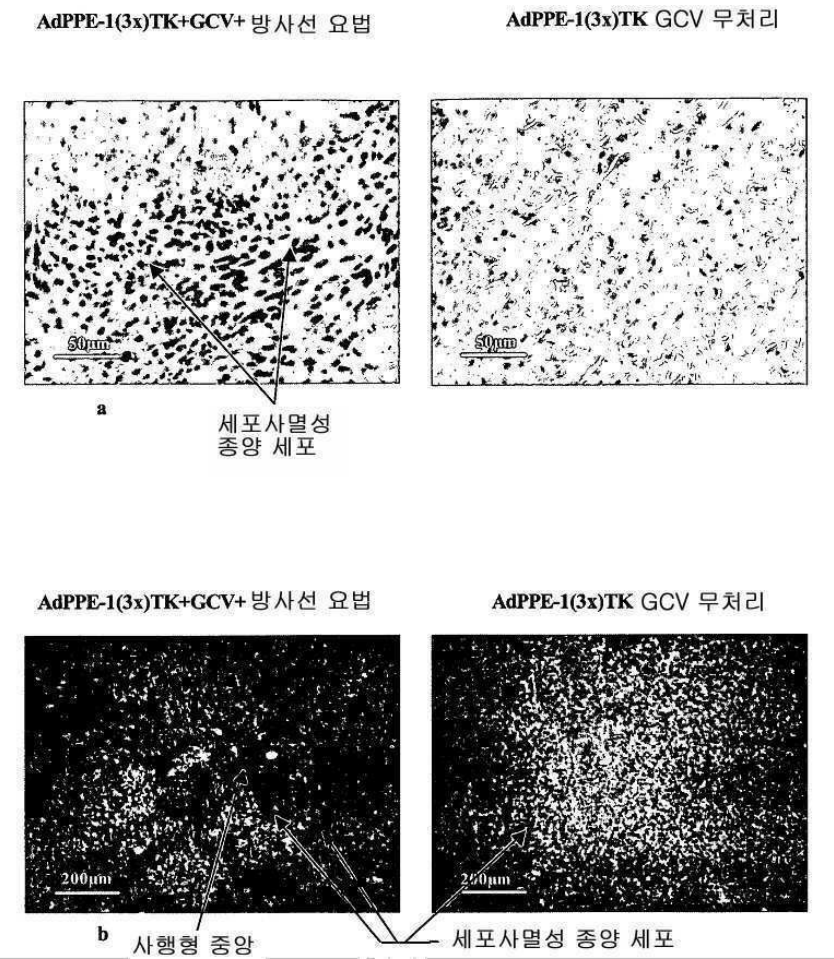 AdPPE-1(3x)TK+GCV+ 방사선 요법
AdPPE-1(3x)TK GCV 무처리
50μm
50μm
a
세포사멸성
종양 세포
AdPPE-1(3x)TK+GCV+ 방사선 요법
AdPPE-1(3x)TK GCV 무처리
200μm
200μm
b
사행형 중앙
세포사멸성 종양 세포